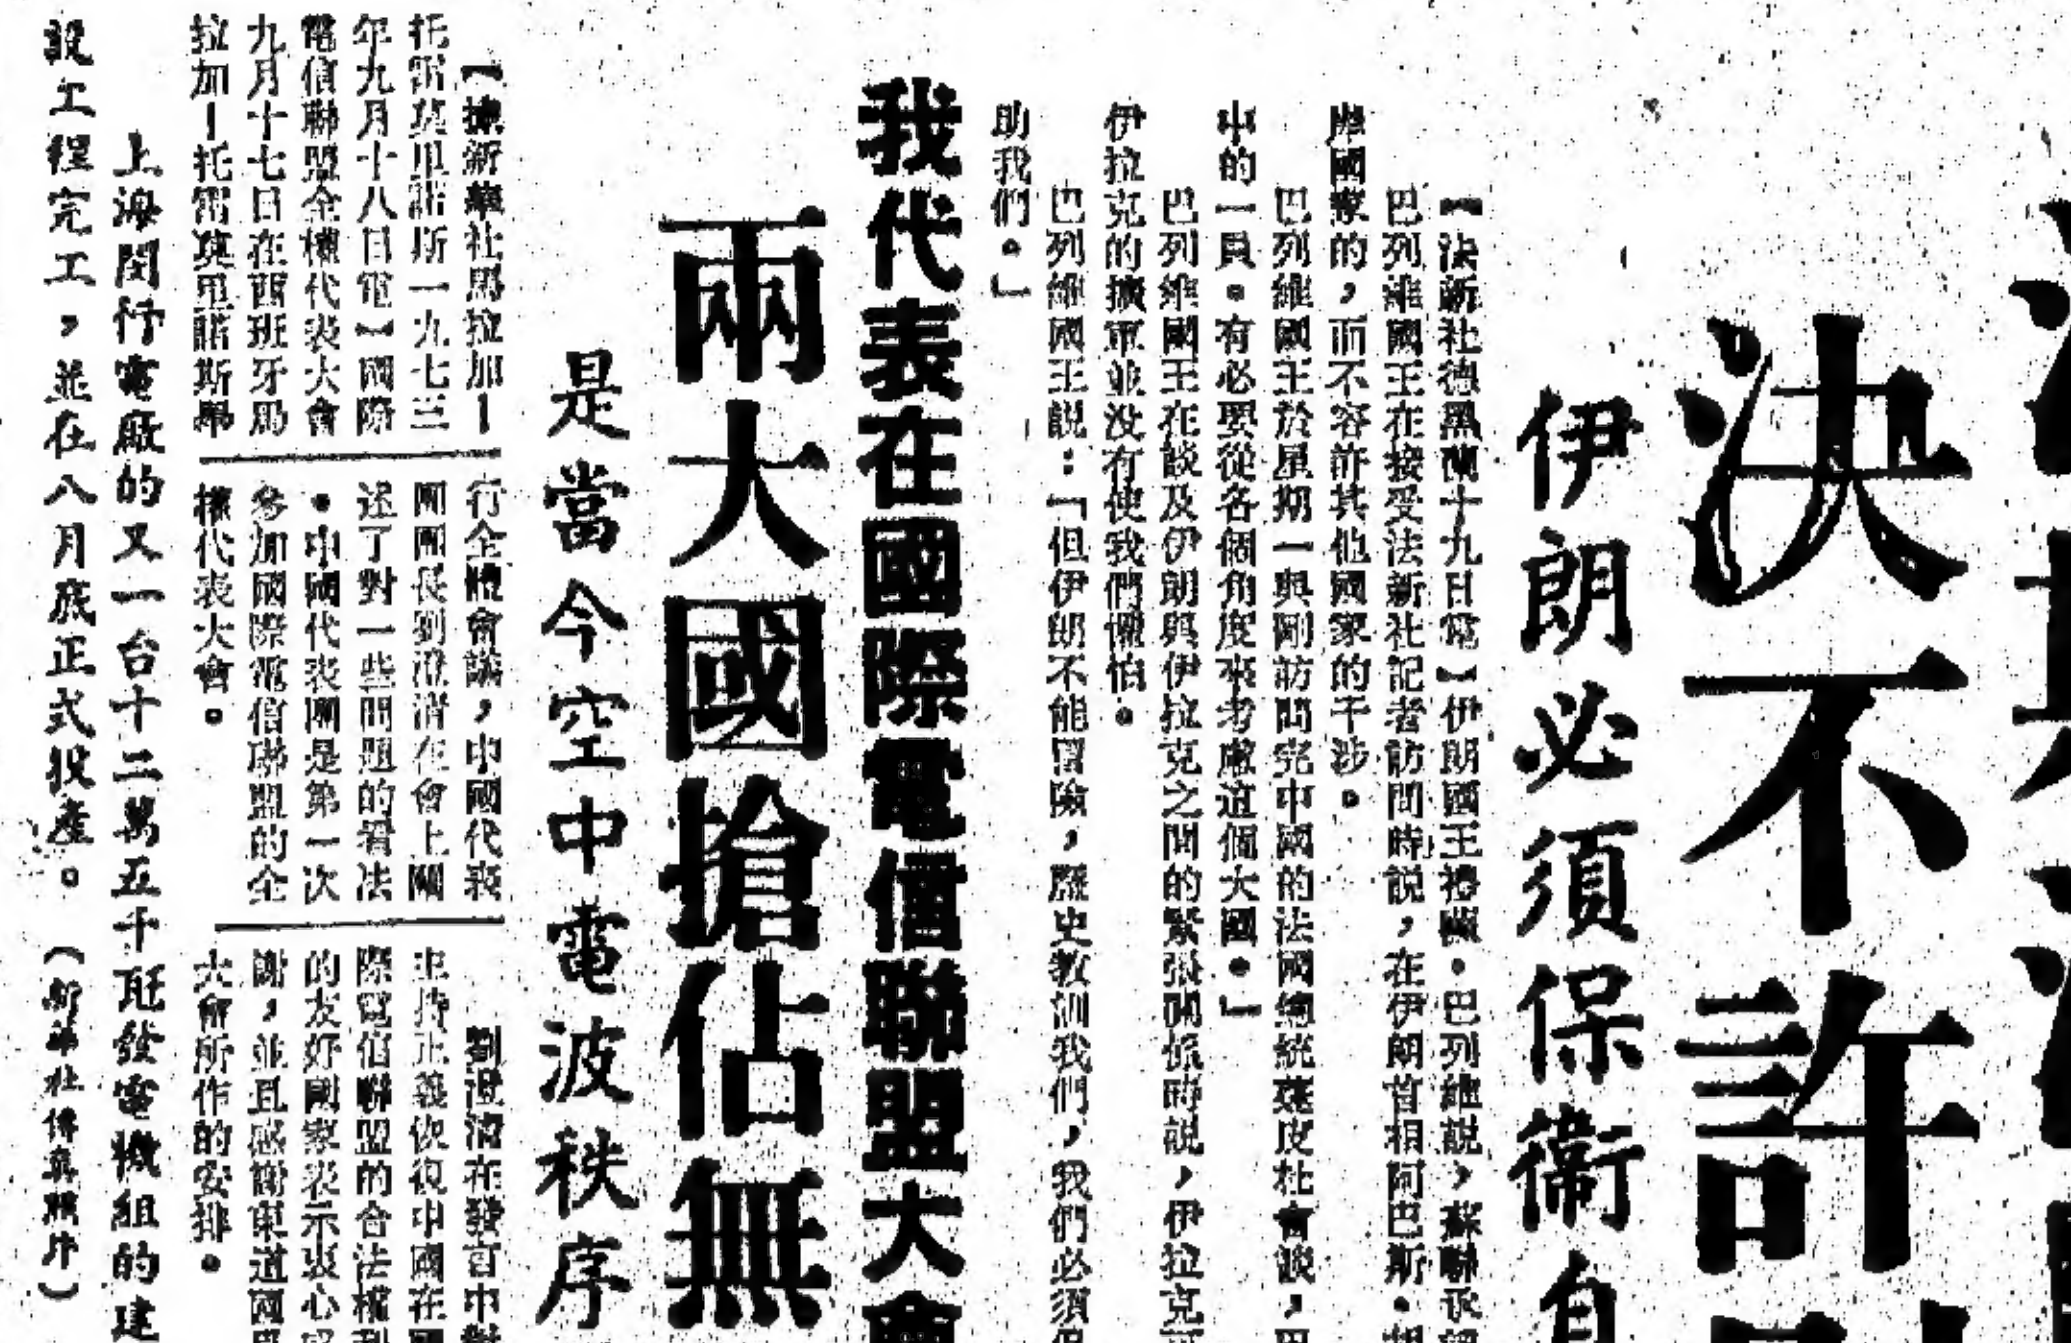 決不許
伊朗必須保衛自
【法新社德黑蘭十九日電】伊朗國王禮薩·巴列維説，蘇聯承
巴列維國王在接受法新社記者訪問時説，在伊朗首相阿巴斯·胡
岸國家的，而不容許其他國家的干涉。
巴列維國王於星期一與剛訪問完中國的法國總統蓬皮杜會談，巴
中的一員。有必要從各個角度來考慮這個大國。」
巴列維國王在談及伊朗與伊拉克之間的緊張關係時説，伊拉克
伊拉克的擴軍並没有使我們懼怕。
巴列維國王説：「但伊朗不能冒險，歷史教訓我們，我們必須
助我們。」
我代表在國際電信聯盟大會
兩大國搶佔無
是當今空中電波秩序
【據新華社馬拉加－
托雷莫里諾斯一九七三
年九月十八日電】國際
電信聯盟全權代表大會
九月十七日在西班牙馬
拉加－托雷莫里諾斯舉
行全體會議，中國代表
團團長劉澄清在會上闡
述了對一些問題的看法
。中國代表團是第一次
參加國際電信聯盟的全
權代表大會。
劉澄清在發言中對
主持正義恢復中國在國
際電信聯盟的合法權利
的友好國家表示衷心感
謝，並且感謝東道國
大會所作的安排。
上海閔行電廠的又一台十二萬五千瓩發電機組的建
設工程完工，並在八月底正式投產。（新華社傳真照片）